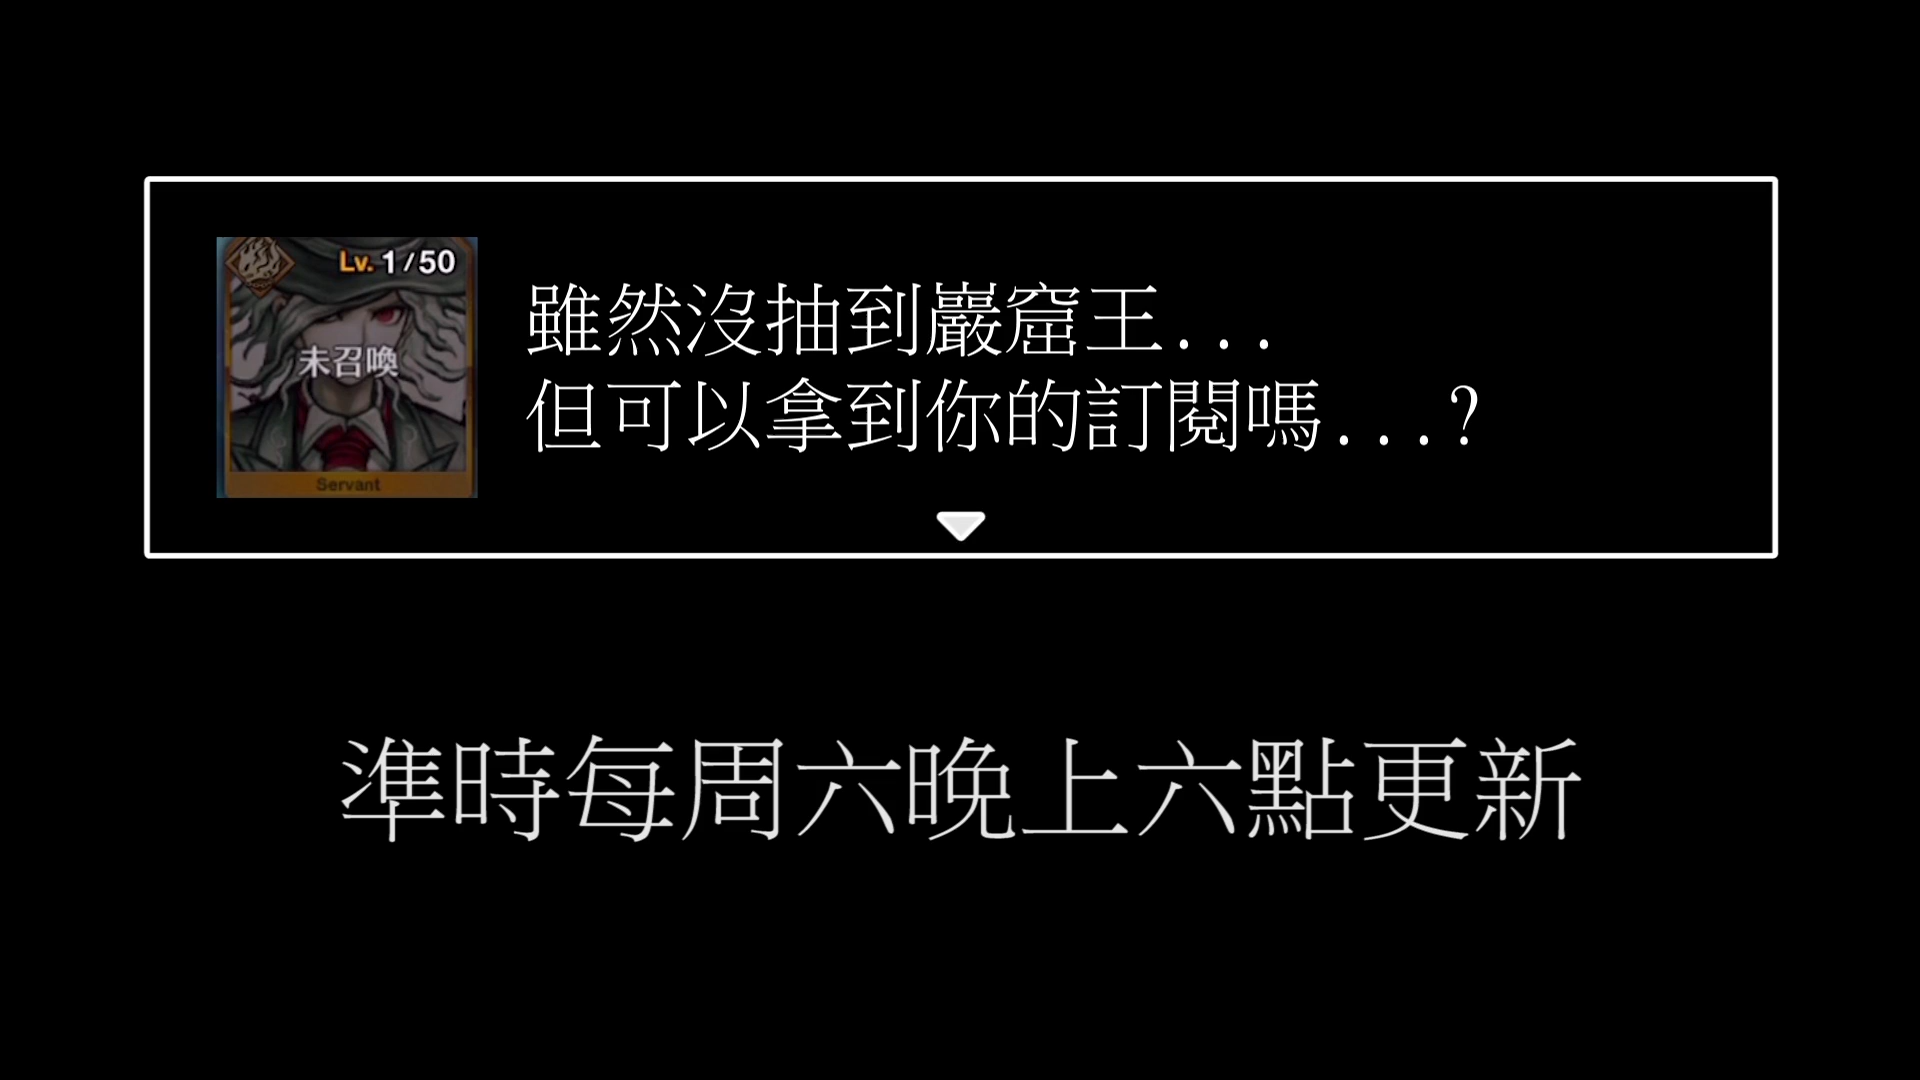 Lv. 1/50
未召喚
Servant
雖然沒抽到巖窟王...
但可以拿到你的訂閱嗎...?
準時每周六晚上六點更新